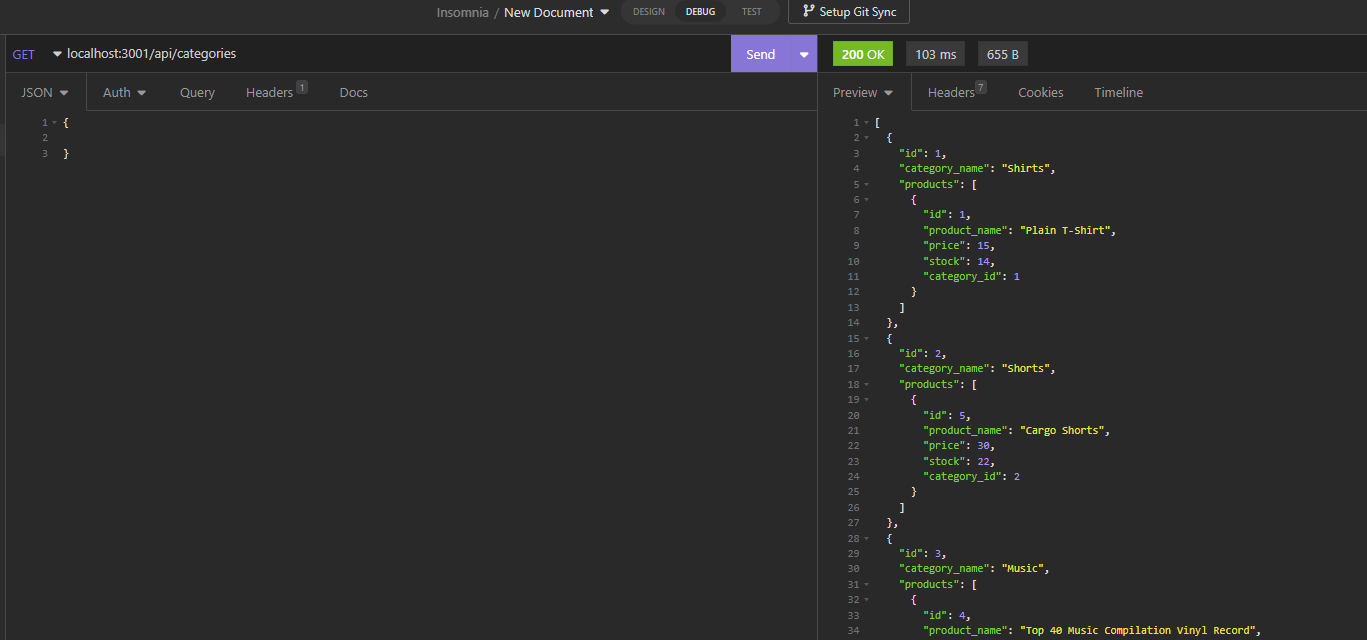 Insomnia / New Document DESIGN DEBUG TEST Setup Git Sync
GET localhost:3001/api/categories Send 200 OK 103 ms 655 B
JSON Auth Query Headers 1 Docs Preview Headers 7 Cookies Timeline
1 {
2
3 }
1 [
2 {
3 "id": 1,
4 "category_name": "Shirts",
5 "products": [
6 {
7 "id": 1,
8 "product_name": "Plain T-Shirt",
9 "price": 15,
10 "stock": 14,
11 "category_id": 1
12 }
13 ]
14 },
15 {
16 "id": 2,
17 "category_name": "Shorts",
18 "products": [
19 {
20 "id": 5,
21 "product_name": "Cargo Shorts",
22 "price": 30,
23 "stock": 22,
24 "category_id": 2
25 }
26 ]
27 },
28 {
29 "id": 3,
30 "category_name": "Music",
31 "products": [
32 {
33 "id": 4,
34 "product_name": "Top 40 Music Compilation Vinyl Record",